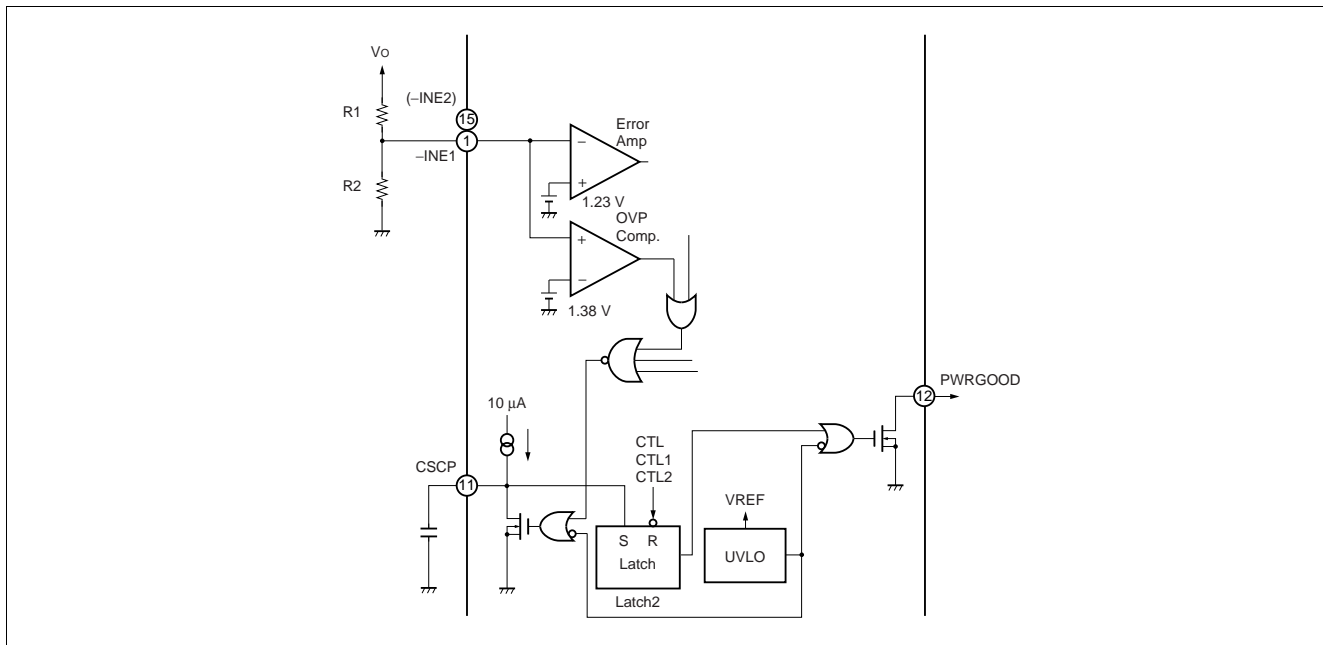 Vo
(−INE2)
R1
15
1
−INE1
R2
Error
Amp
−
+
1.23 V
OVP
Comp.
+
−
1.38 V
PWRGOOD
12
10 μA
CTL
CTL1
CTL2
CSCP
11
VREF
S R
Latch
UVLO
Latch2